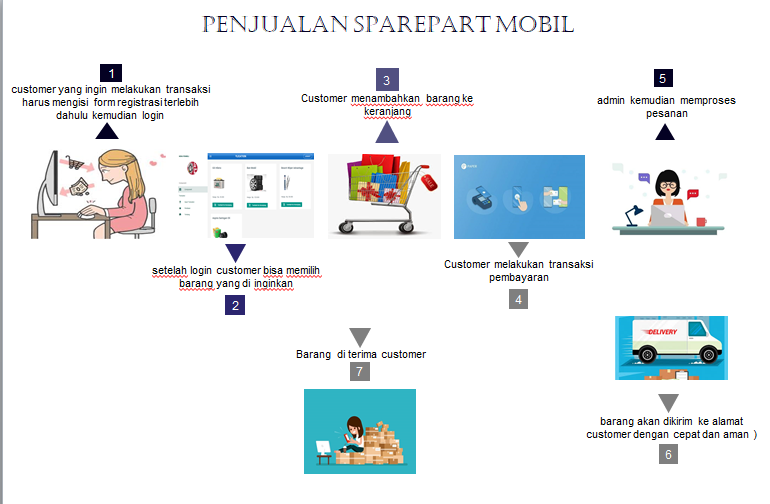 PENJUALAN SPAREPART MOBIL
1
customer yang ingin melakukan transaksi
harus mengisi form registrasi terlebih
dahulu kemudian login
setelah login customer bisa memilih
barang yang di inginkan
2
3
Customer menambahkan barang ke
keranjang
Customer melakukan transaksi
pembayaran
4
5
admin kemudian memproses
pesanan
DELIVERY
barang akan dikirim ke alamat
customer dengan cepat dan aman )
6
Barang di terima customer
7